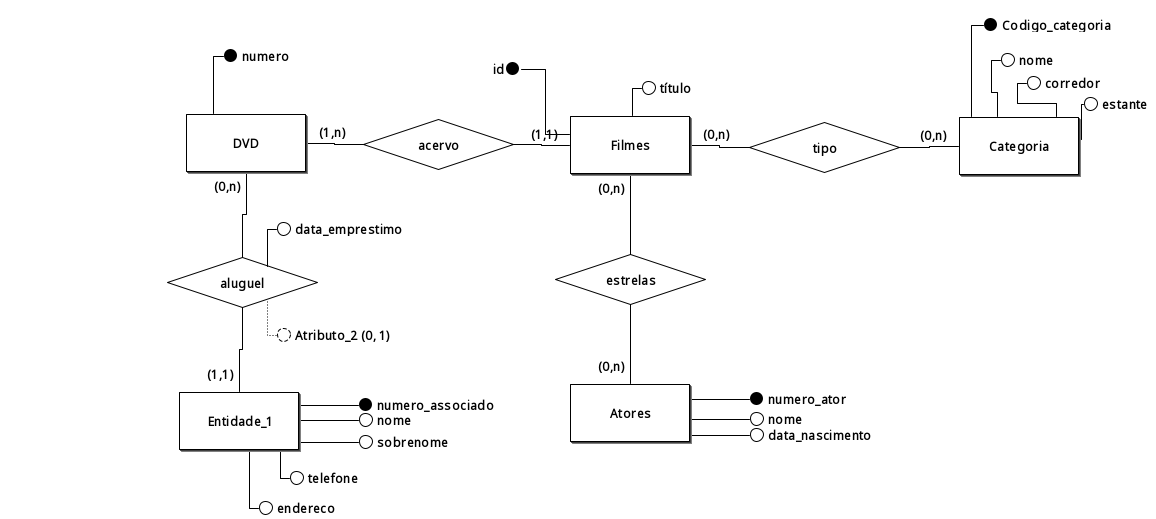 Codigo_categoria
numero
nome
id
título
corredor
estante
(1,n)
(1,1)
(0,n)
(0,n)
DVD
acervo
Filmes
tipo
Categoria
(0,n)
(0,n)
data_emprestimo
aluguel
estrelas
Atributo_2 (0, 1)
(1,1)
(0,n)
Entidade_1
numero_associado
nome
sobrenome
Atores
numero_ator
nome
data_nascimento
telefone
endereco